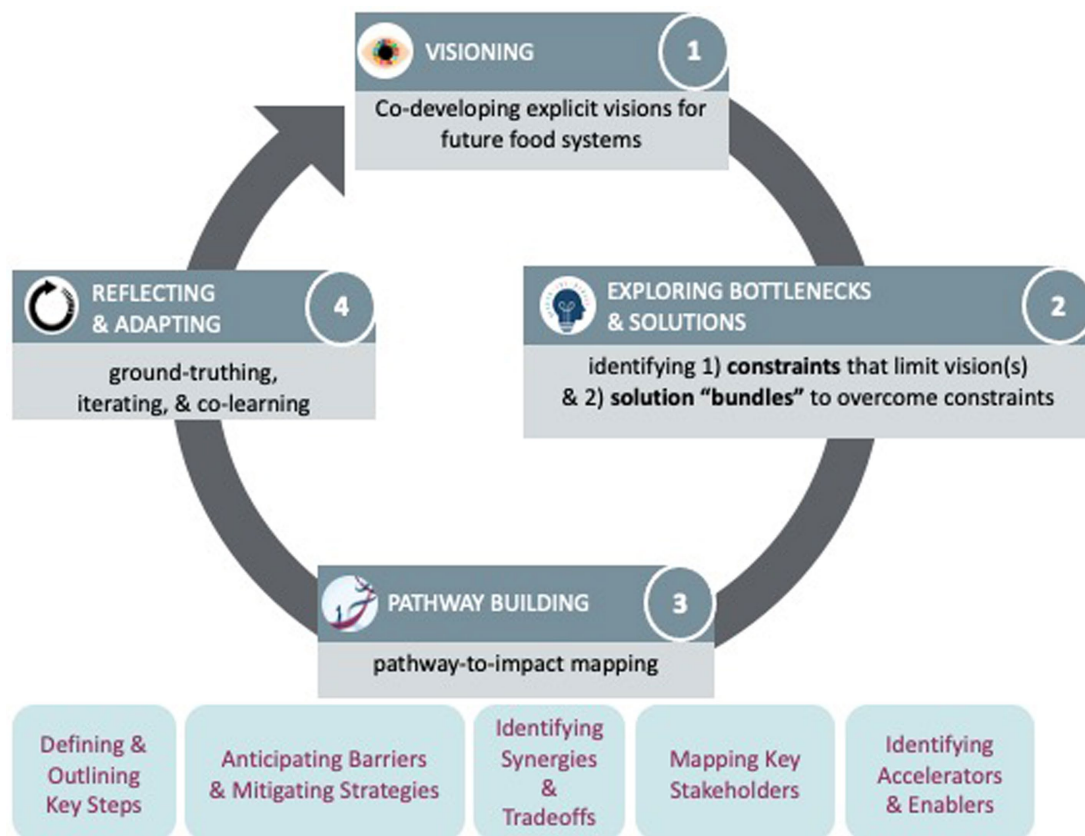 VISIONING
1
Co-developing explicit visions for
future food systems
EXPLORING BOTTLENECKS
& SOLUTIONS
2
identifying 1) constraints that limit vision(s)
& 2) solution “bundles” to overcome constraints
PATHWAY BUILDING
3
pathway-to-impact mapping
REFLECTING
& ADAPTING
4
ground-truthing,
iterating, & co-learning
Defining &
Outlining
Key Steps
Anticipating Barriers
& Mitigating Strategies
Identifying
Synergies
&
Tradeoffs
Mapping Key
Stakeholders
Identifying
Accelerators
& Enablers